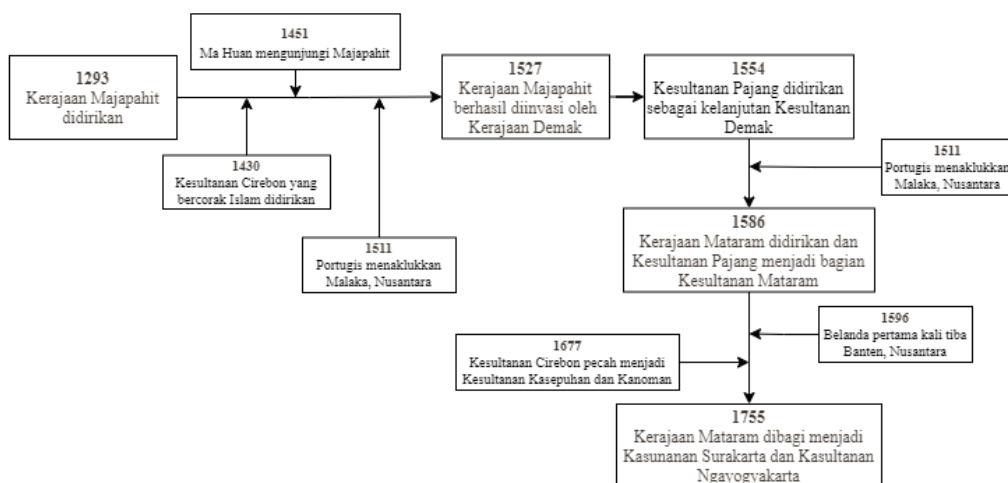 1451
Ma Huan mengunjungi Majapahit
1293
Kerajaan Majapahit
didirikan
1527
Kerajaan Majapahit
berhasil diinvasi oleh
Kerajaan Demak
1554
Kesultanan Pajang didirikan
sebagai kelanjutan Kesultanan
Demak
1430
Kesultanan Cirebon yang
bercorak Islam didirikan
1511
Portugis menaklukkan
Malaka, Nusantara
1511
Portugis menaklukkan
Malaka, Nusantara
1586
Kerajaan Mataram didirikan dan
Kesultanan Pajang menjadi bagian
Kesultanan Mataram
1596
Belanda pertama kali tiba
Banten, Nusantara
1677
Kesultanan Cirebon pecah menjadi
Kesultanan Kasepuhan dan Kanoman
1755
Kerajaan Mataram dibagi menjadi
Kasunanan Surakarta dan Kasultanan
Ngayogyakarta